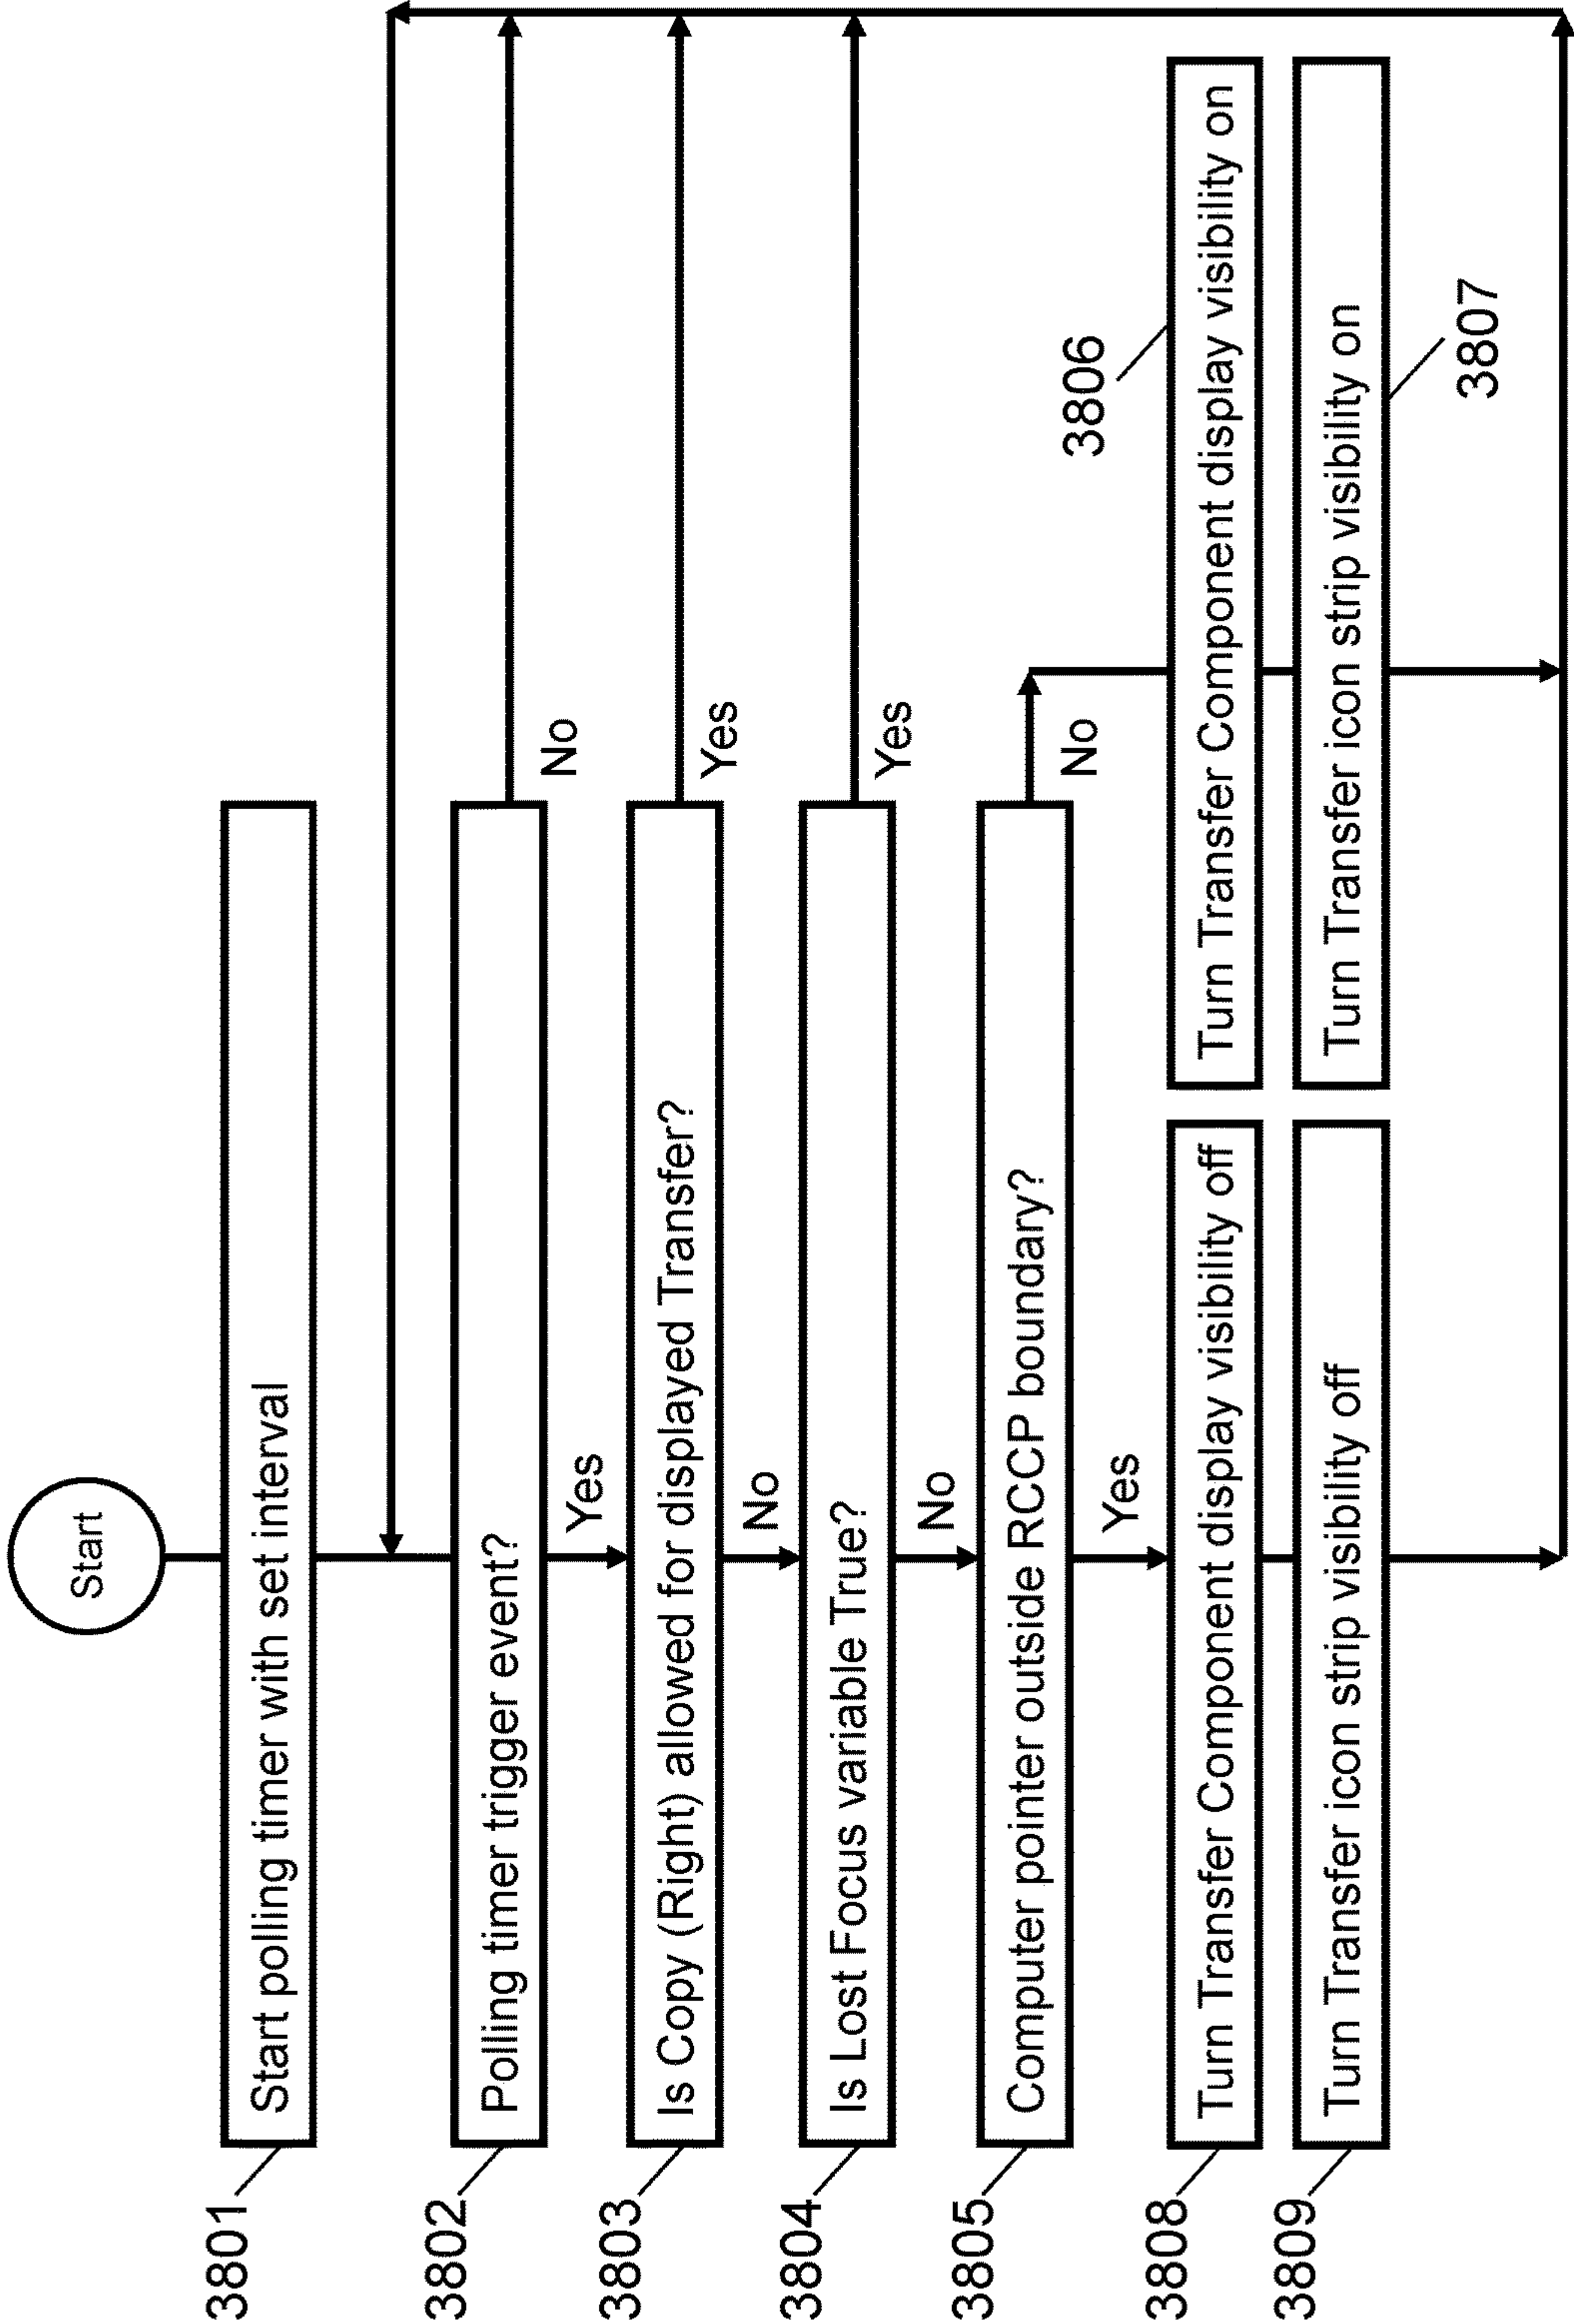 Start
3801
Start polling timer with set interval
3802
Polling timer trigger event?
No
Yes
3803
Is Copy (Right) allowed for displayed Transfer?
Yes
No
3804
Is Lost Focus variable True?
Yes
No
3805
Computer pointer outside RCCP boundary?
No
Yes
3806
3808
Turn Transfer Component display visibility off
Turn Transfer Component display visibility on
3809
Turn Transfer icon strip visibility off
Turn Transfer icon strip visibility on
3807